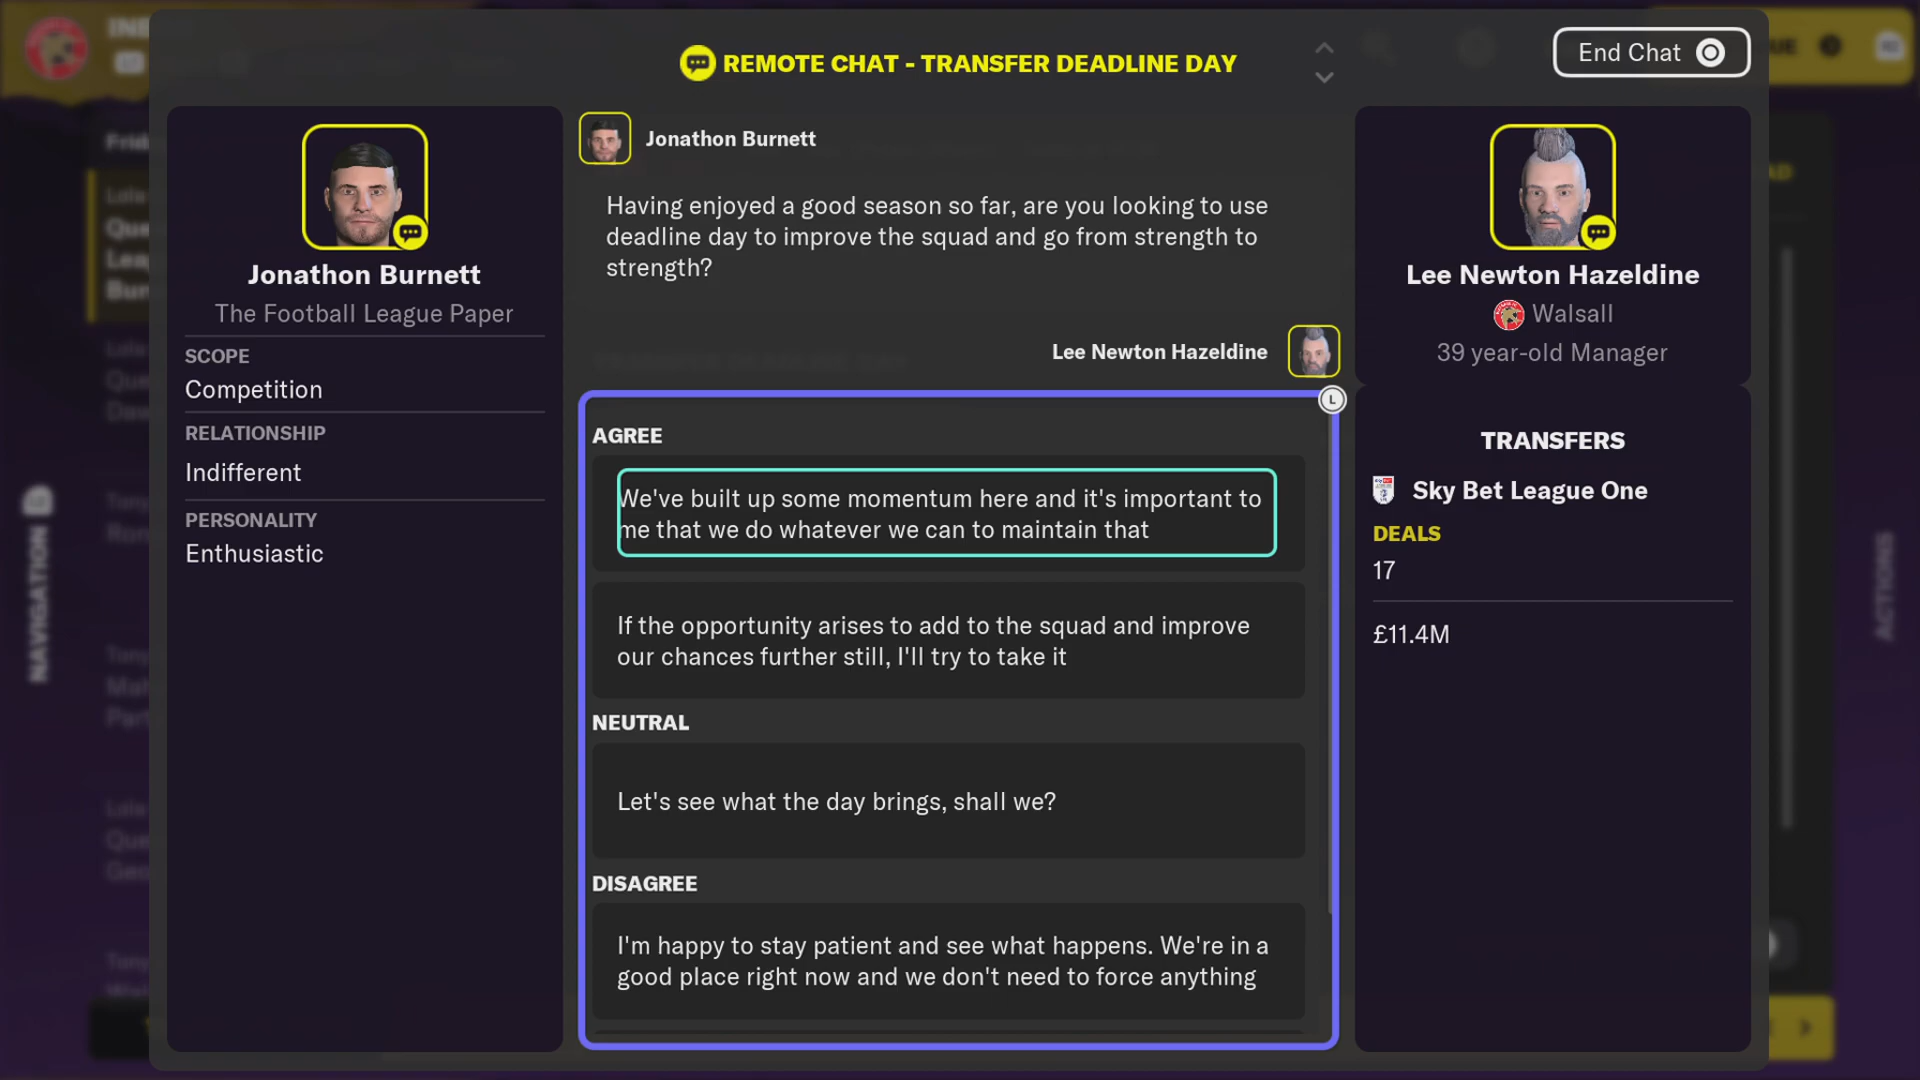 REMOTE CHAT - TRANSFER DEADLINE DAY
End Chat
Jonathon Burnett
The Football League Paper
SCOPE
Competition
RELATIONSHIP
Indifferent
PERSONALITY
Enthusiastic
Jonathon Burnett
Having enjoyed a good season so far, are you looking to use
deadline day to improve the squad and go from strength to
strength?
Lee Newton Hazeldine
L
AGREE
We've built up some momentum here and it's important to
me that we do whatever we can to maintain that
If the opportunity arises to add to the squad and improve
our chances further still, I'll try to take it
NEUTRAL
Let's see what the day brings, shall we?
DISAGREE
I'm happy to stay patient and see what happens. We're in a
good place right now and we don't need to force anything
Lee Newton Hazeldine
Walsall
39 year-old Manager
TRANSFERS
Sky Bet League One
DEALS
17
£11.4M
NAVIGATION
ACTIONS